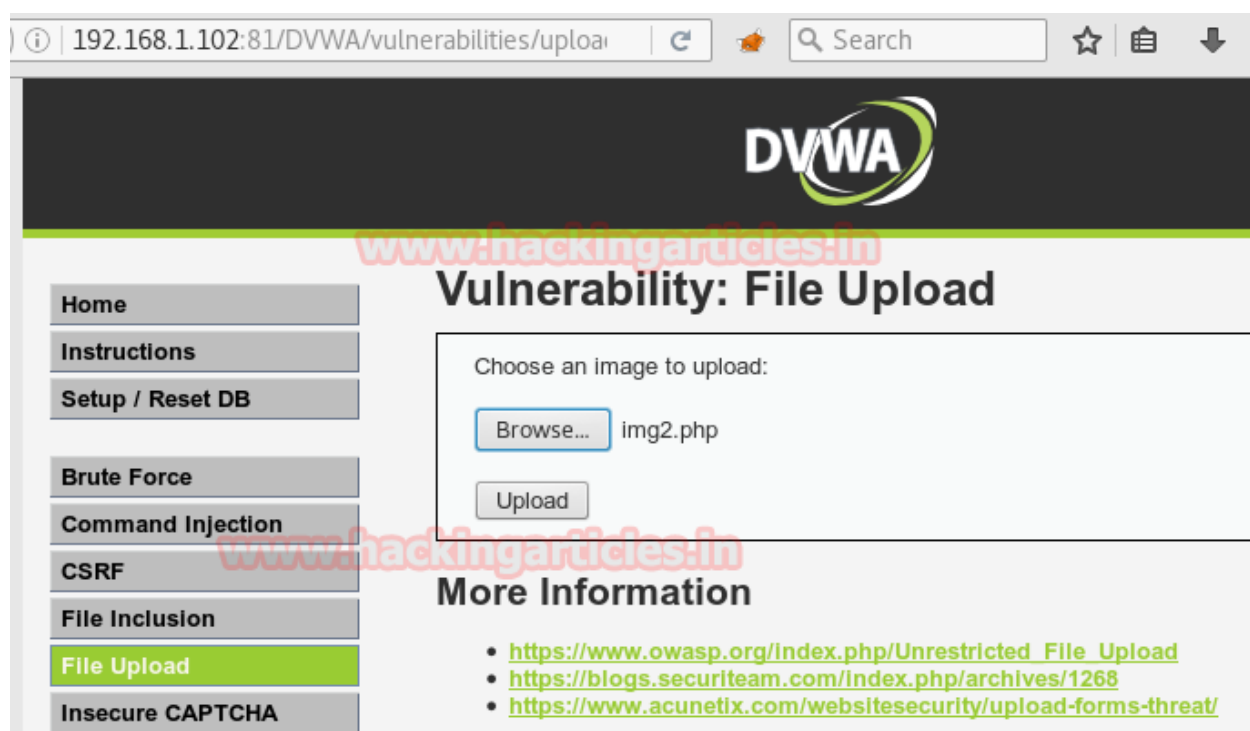 192.168.1.102:81/DVWA/vulnerabilities/uploa
Search
DVWA
www.hackingarticles.in
Home
Instructions
Setup / Reset DB
Brute Force
Command Injection
CSRF
File Inclusion
File Upload
Insecure CAPTCHA
Vulnerability: File Upload
Choose an image to upload:
Browse... img2.php
Upload
www.hackingarticles.in
More Information
https://www.owasp.org/index.php/Unrestricted_File_Upload
https://blogs.securiteam.com/index.php/archives/1268
https://www.acunetix.com/websitesecurity/upload-forms-threat/